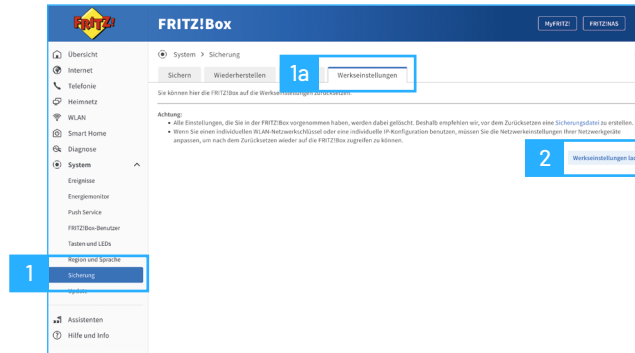 FRITZ!
FRITZ!Box
MyFRITZ!
FRITZ!NAS
Übersicht
Internet
Telefonie
Heimnetz
WLAN
Smart Home
Diagnose
System
Ereignisse
Energiemonitor
Push Service
FRITZ!Box-Benutzer
Tasten und LEDs
Region und Sprache
1
Sicherung
Update
Assistenten
Hilfe und Info
System > Sicherung
Sichern
Wiederherstellen
1a
Werkseinstellungen
Sie können hier die FRITZ!Box auf die Werkseinstellungen zurücksetzen.
Achtung:
• Alle Einstellungen, die Sie in der FRITZ!Box vorgenommen haben, werden dabei gelöscht. Deshalb empfehlen wir, vor dem Zurücksetzen eine Sicherungsdatei zu erstellen.
• Wenn Sie einen individuellen WLAN-Netzwerkschlüssel oder eine individuelle IP-Konfiguration benutzen, müssen Sie die Netzwerkeinstellungen Ihrer Netzwerkgeräte
anpassen, um nach dem Zurücksetzen wieder auf die FRITZ!Box zugreifen zu können.
2
Werkseinstellungen